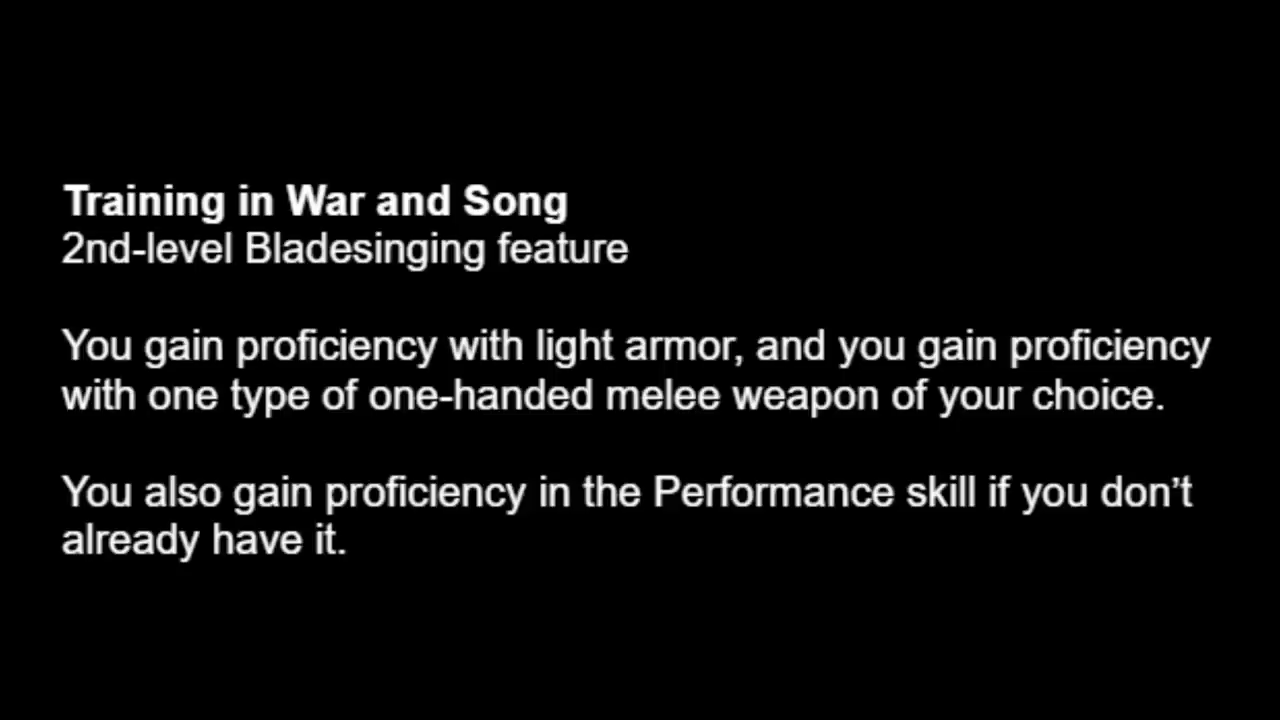 Training in War and Song
2nd-level Bladesinging feature
You gain proficiency with light armor, and you gain proficiency
with one type of one-handed melee weapon of your choice.
You also gain proficiency in the Performance skill if you don’t
already have it.